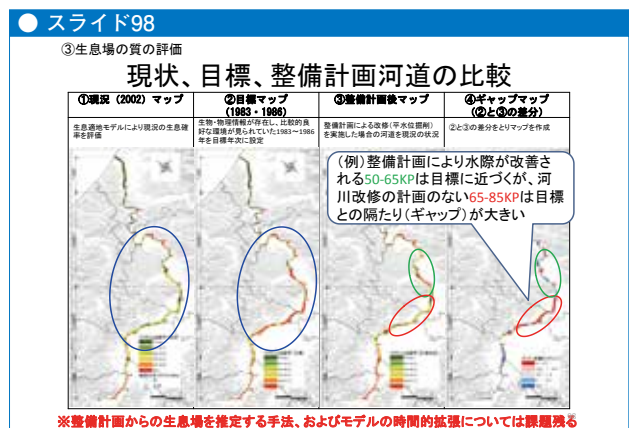 ● スライド98
③生息場の質の評価
現状、目標、整備計画河道の比較
①現況（2002）マップ
②目標マップ
（1983・1986）
③整備計画後マップ
④ギャップマップ
（②と③の差分）
生息適地モデルにより現況の生息確
率を評価
生物・物理情報が存在し、比較的良
好な環境が見られていた1983～1986
年を目標年次に設定
整備計画による改修（平水位掘削）
を実施した場合の河道を現況の状況
②と③の差分をとりマップを作成
（例）整備計画により水際が改善さ
れる50-65KPは目標に近づくが、河
川改修の計画のない65-85KPは目標
との隔たり（ギャップ）が大きい
※整備計画からの生息場を推定する手法、およびモデルの時間的拡張については課題残る